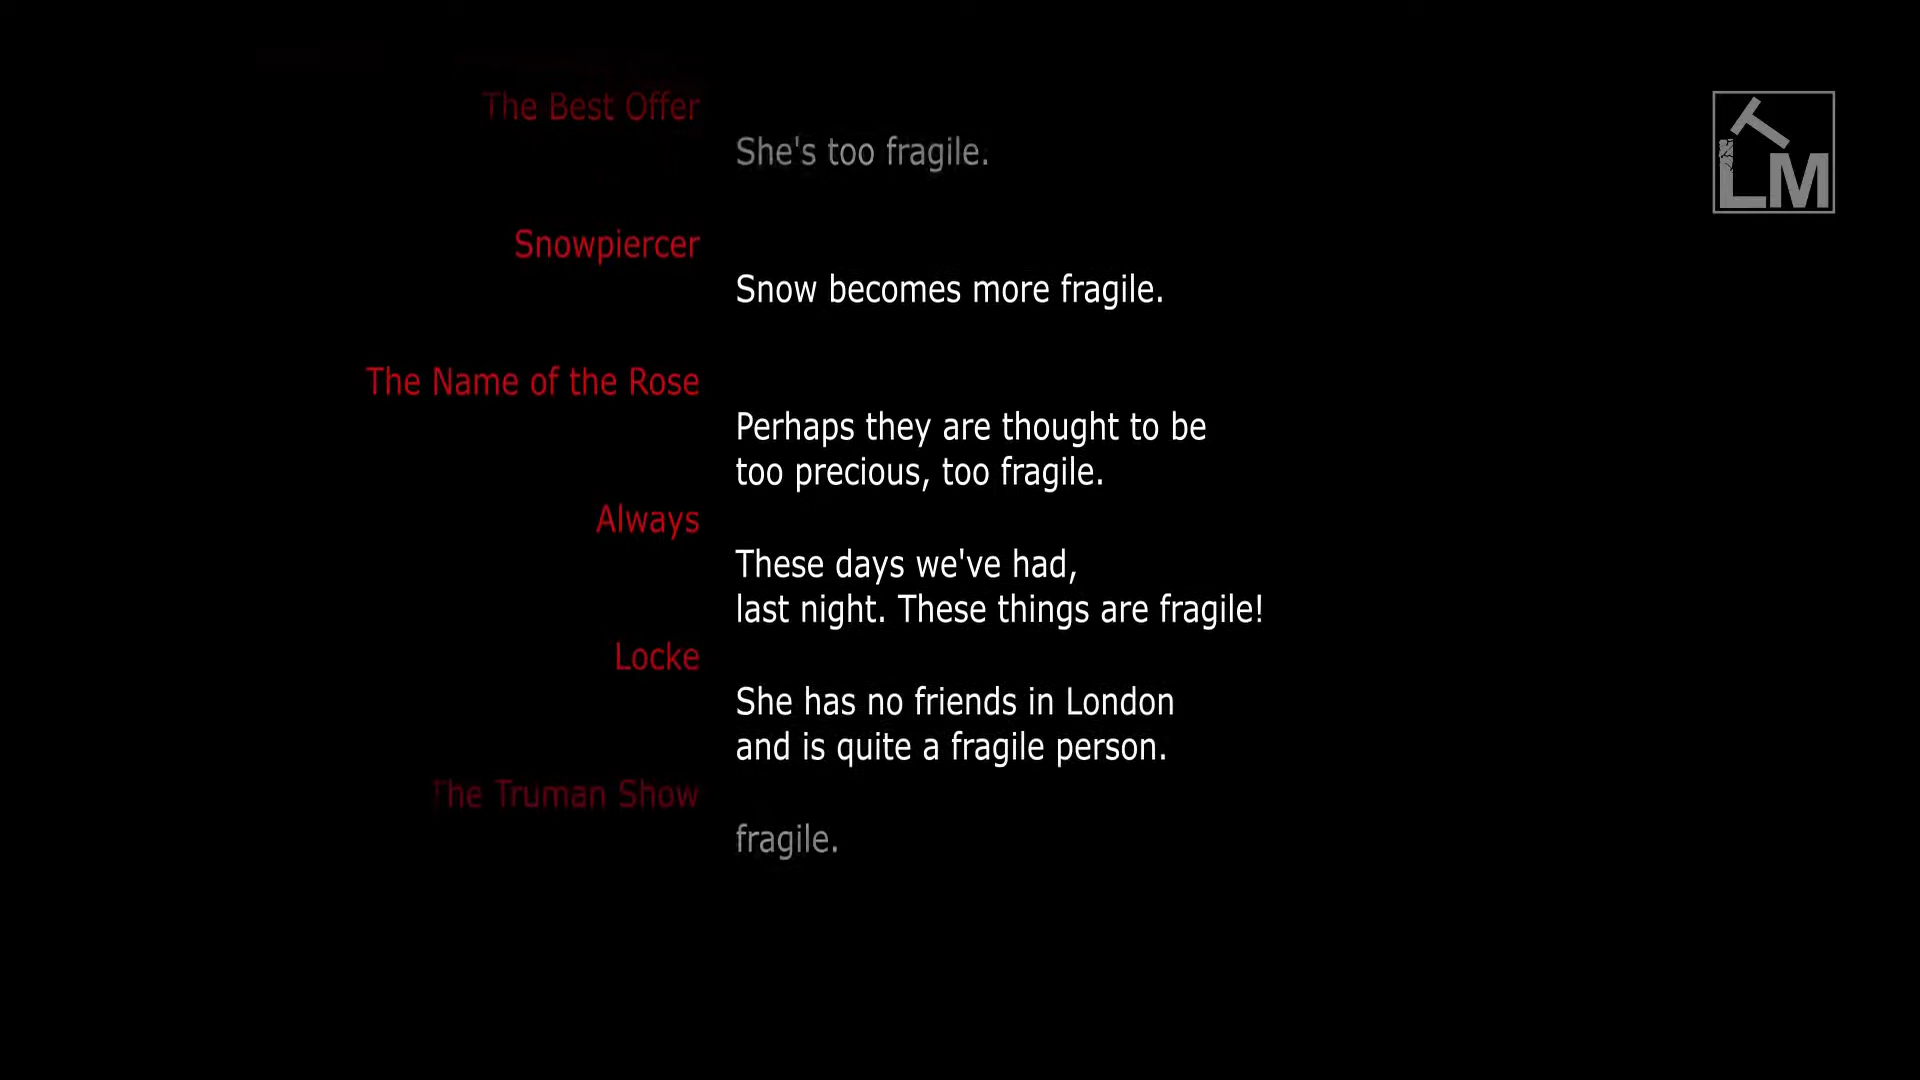 The Best Offer
She's too fragile.
Snowpiercer
Snow becomes more fragile.
The Name of the Rose
Perhaps they are thought to be
too precious, too fragile.
Always
These days we've had,
last night. These things are fragile!
Locke
She has no friends in London
and is quite a fragile person.
The Truman Show
fragile.
LM